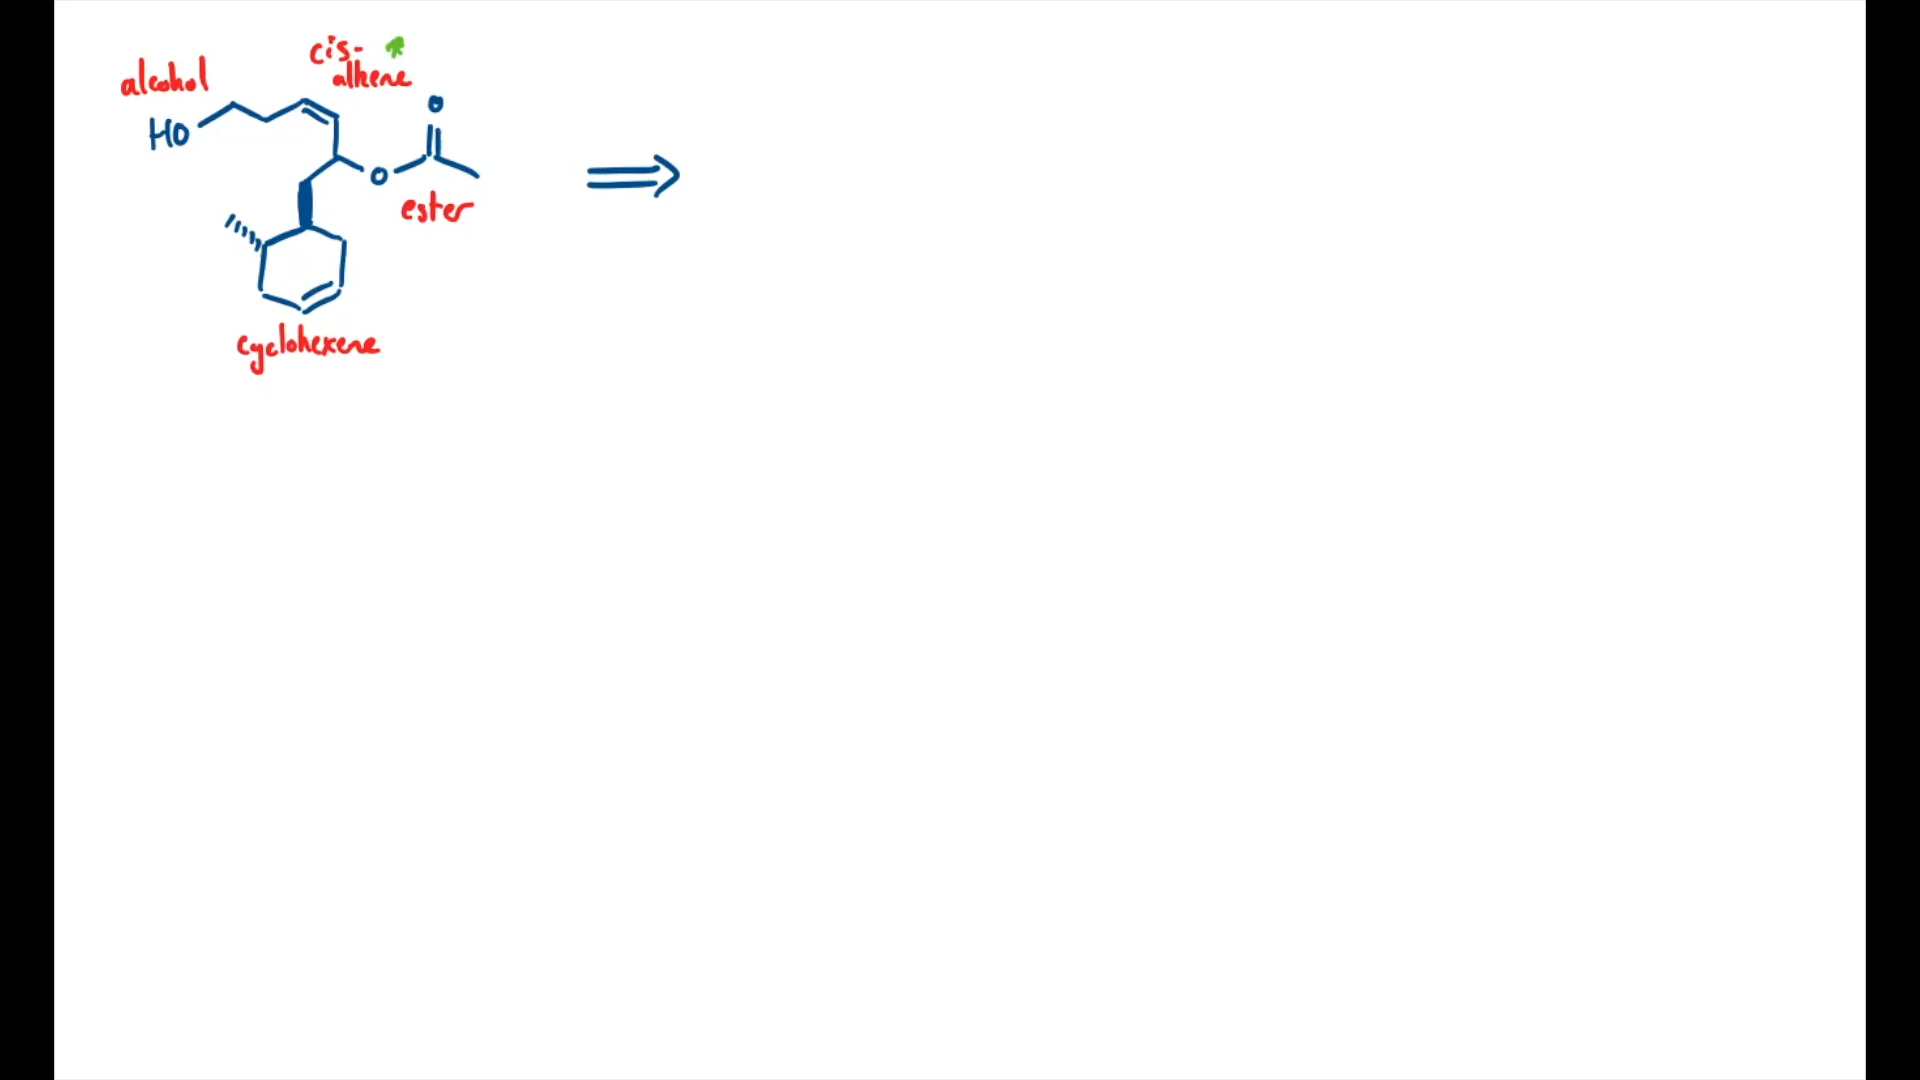 alcohol
cis-
alkene
HO
O
O
ester
cyclohexene